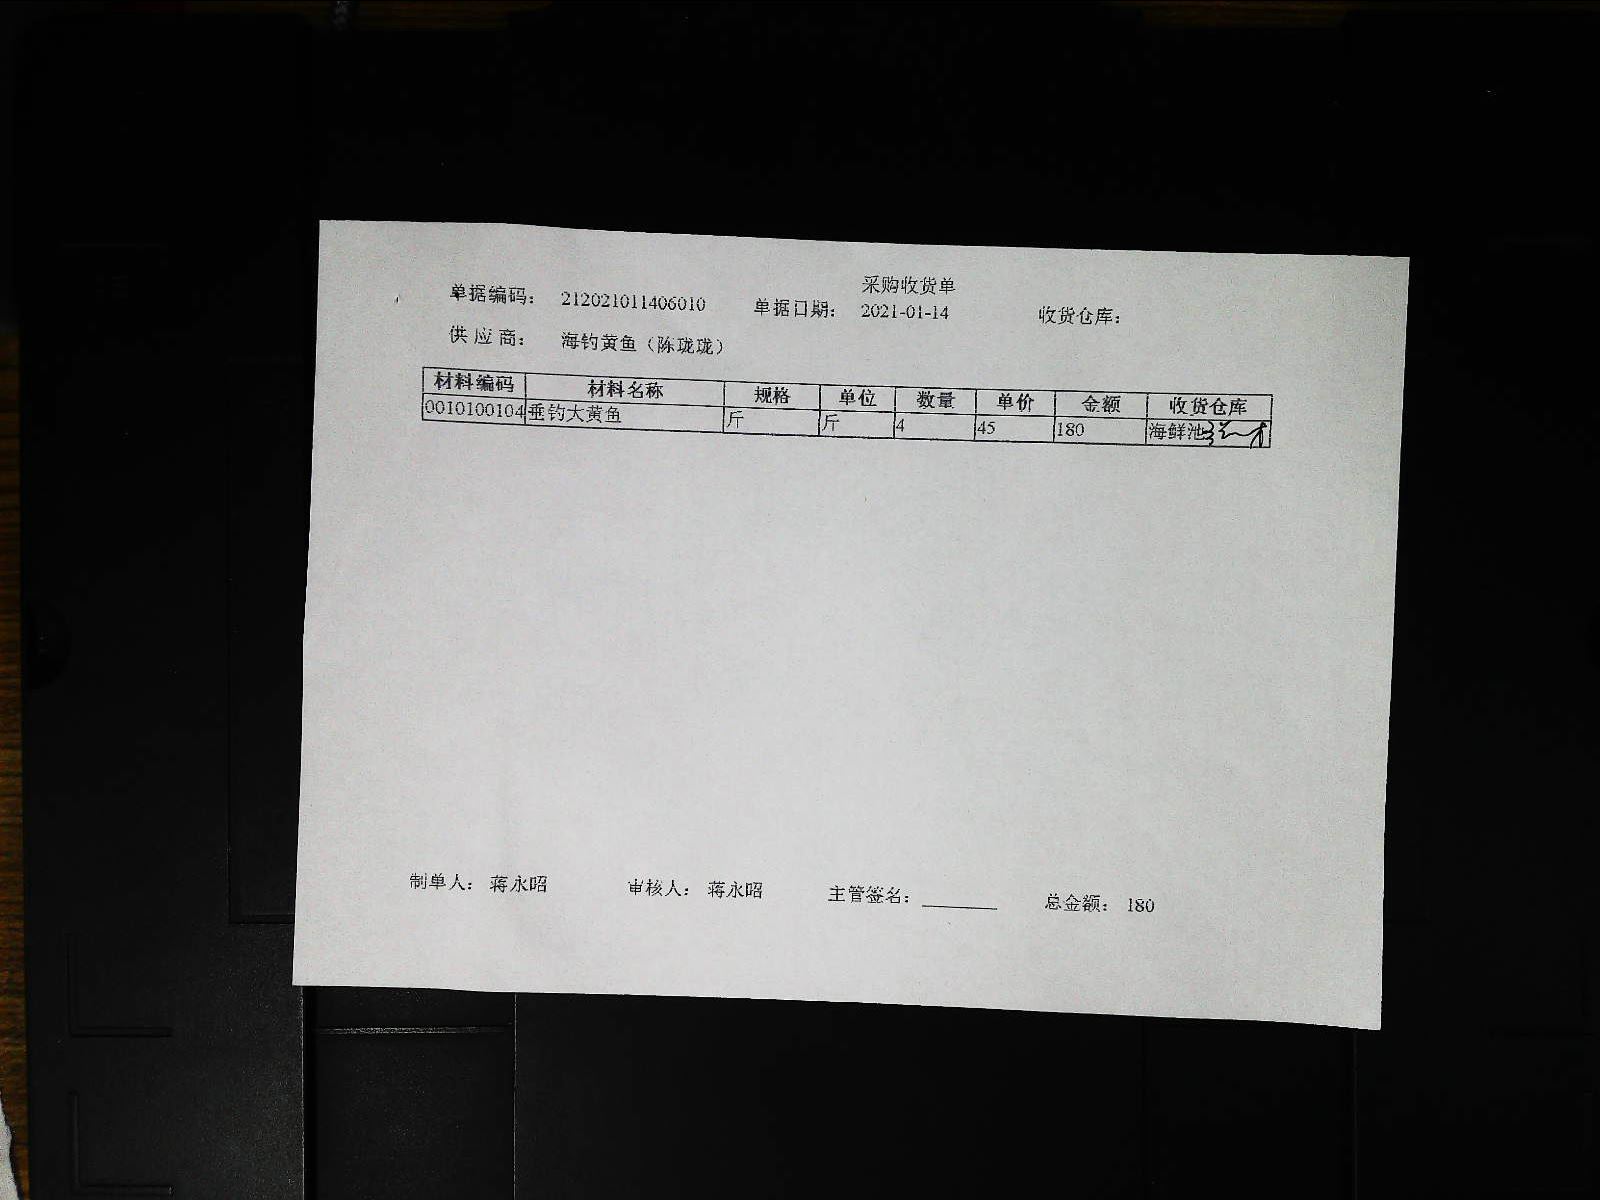 采购收货单
单据编码： 212021011406010 单据日期： 2021-01-14 收货仓库：
供 应 商： 海钓黄鱼（陈珑珑）
材料编码 材料名称 规格 单位 数量 单价 金额 收货仓库
0010100104 垂钓大黄鱼 斤 斤 4 45 180 海鲜池
制单人： 蒋永昭 审核人： 蒋永昭 主管签名： 总金额： 180